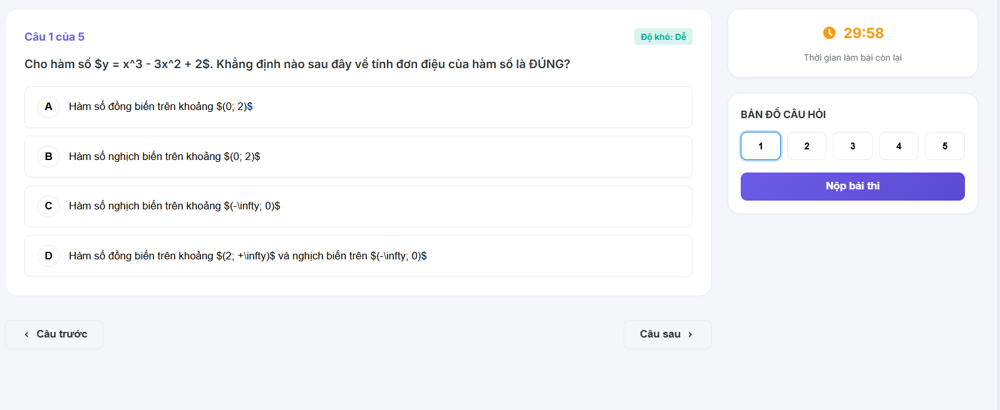 Câu 1 của 5
Độ khó: Dễ
Cho hàm số $y = x^3 - 3x^2 + 2$. Khẳng định nào sau đây về tính đơn điệu của hàm số là ĐÚNG?
A Hàm số đồng biến trên khoảng $(0; 2)$
B Hàm số nghịch biến trên khoảng $(0; 2)$
C Hàm số nghịch biến trên khoảng $(-\infty; 0)$
D Hàm số đồng biến trên khoảng $(2; +\infty)$ và nghịch biến trên $(-\infty; 0)$
‹ Câu trước
Câu sau ›
29:58
Thời gian làm bài còn lại
BẢN ĐỒ CÂU HỎI
1 2 3 4 5
Nộp bài thi